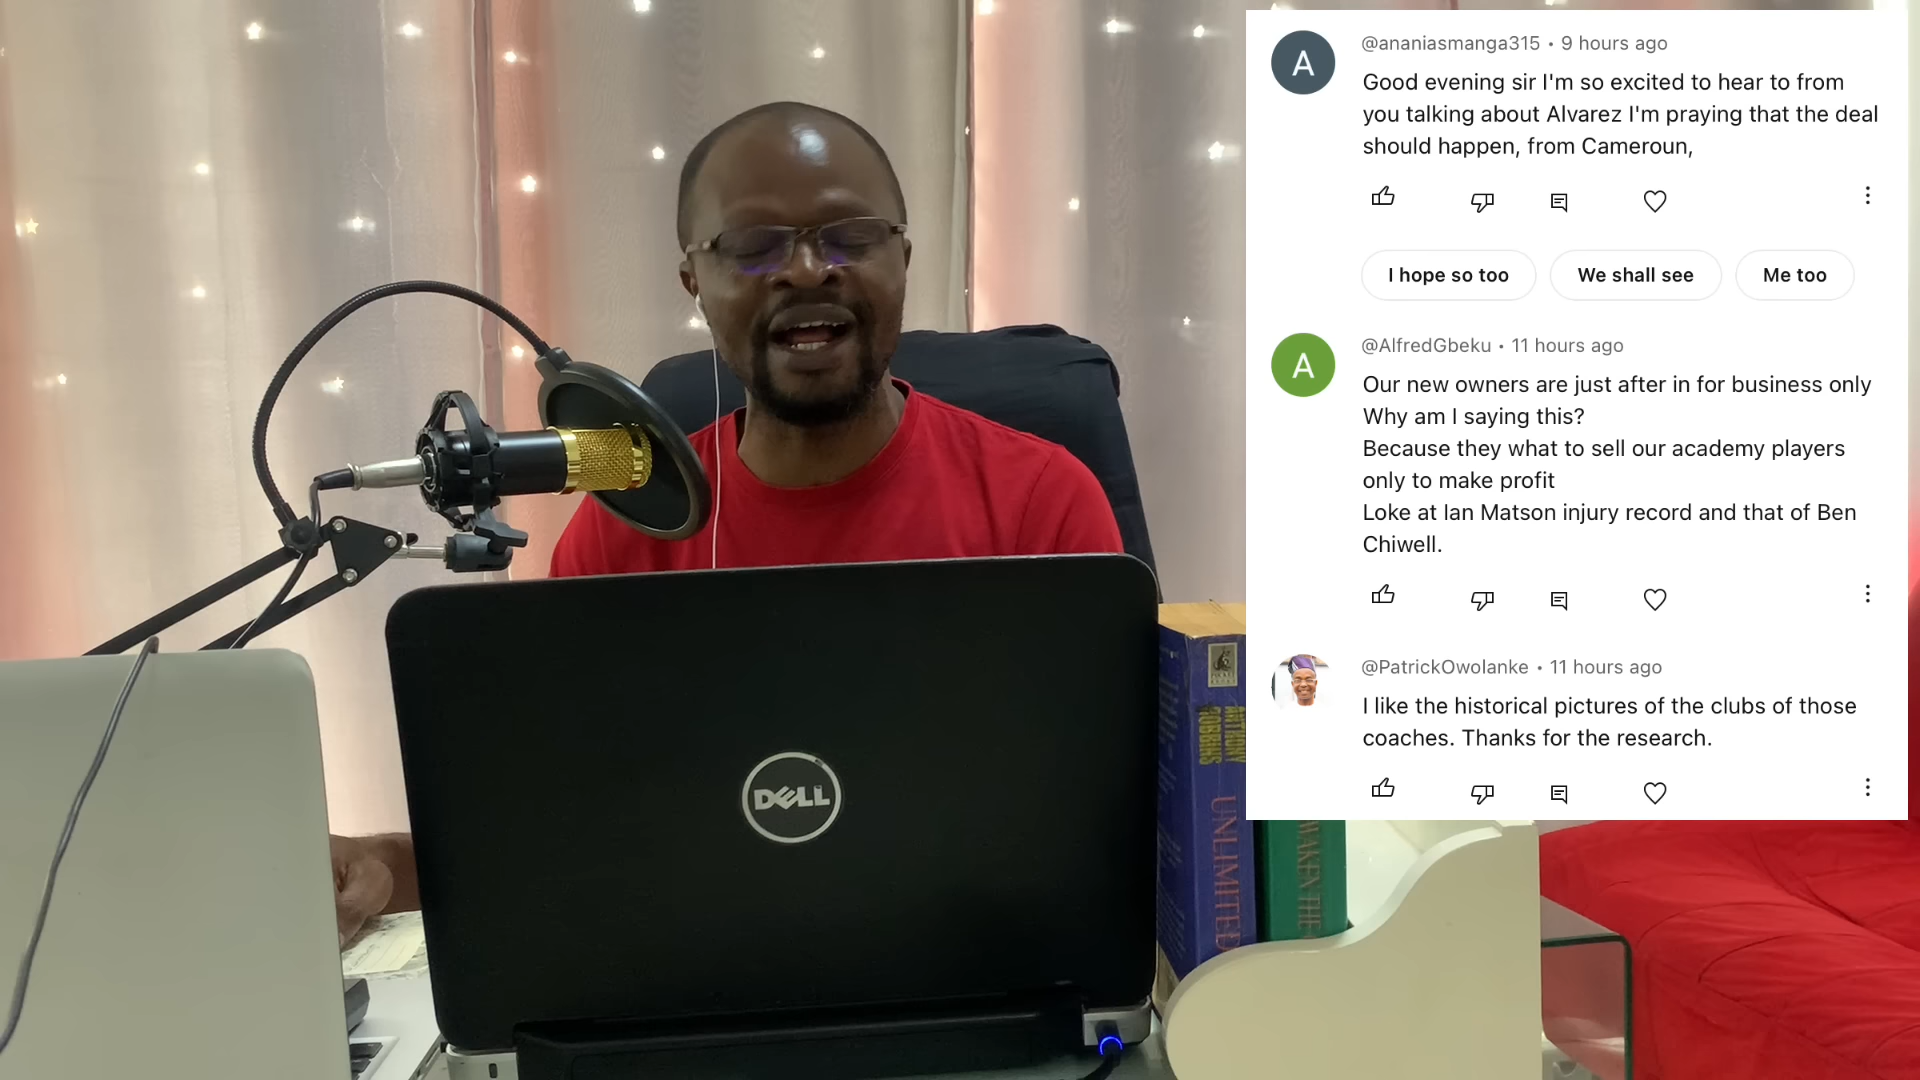 @ananiasmanga315 • 9 hours ago
Good evening sir I'm so excited to hear to from
you talking about Alvarez I'm praying that the deal
should happen, from Cameroun,
I hope so too
We shall see
Me too
@AlfredGbeku • 11 hours ago
Our new owners are just after in for business only
Why am I saying this?
Because they what to sell our academy players
only to make profit
Loke at Ian Matson injury record and that of Ben
Chiwell.
@PatrickOwolanke • 11 hours ago
I like the historical pictures of the clubs of those
coaches. Thanks for the research.
A
A
DELL
ANTHONY
ROBBINS
UNLIMITED
THE